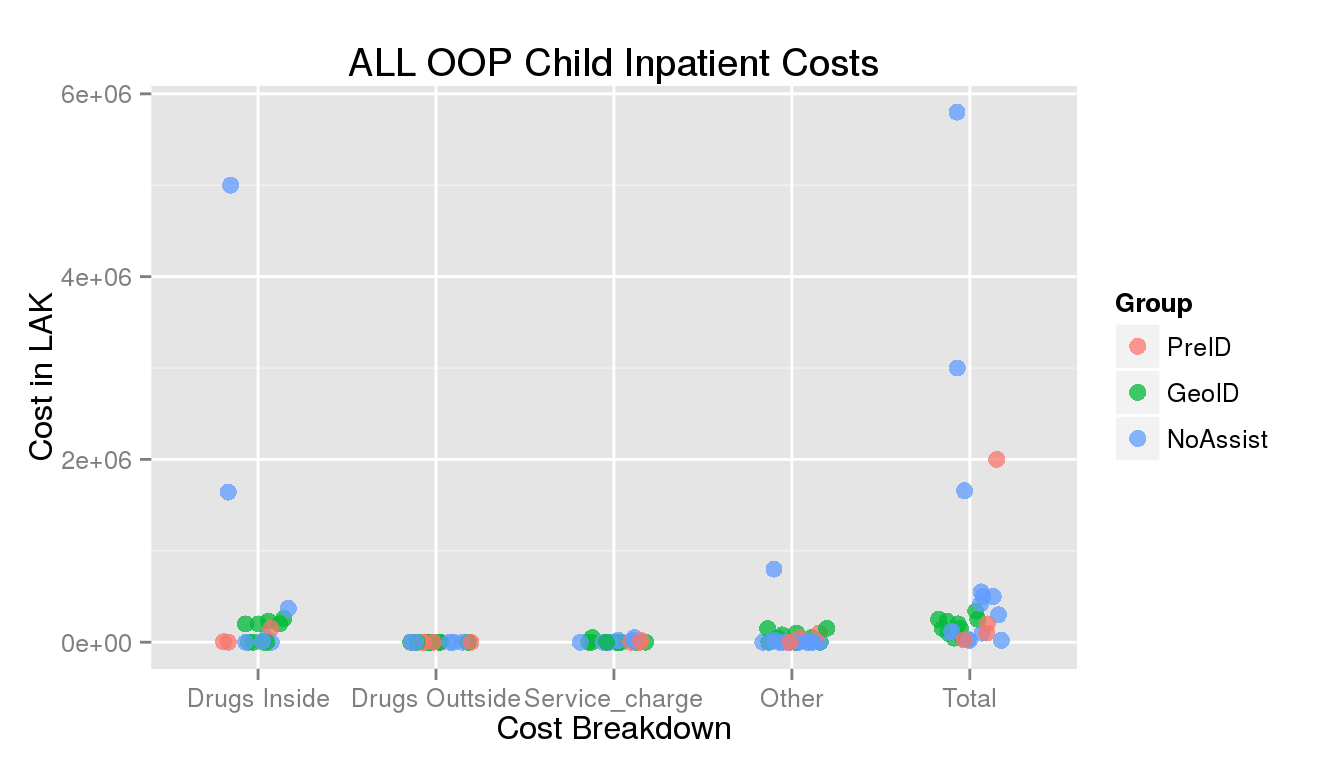 ALL OOP Child Inpatient Costs
6e+06
4e+06
2e+06
0e+00
Cost in LAK
Drugs Inside
Drugs Outtside
Service_charge
Other
Total
Cost Breakdown
Group
PreID
GeoID
NoAssist